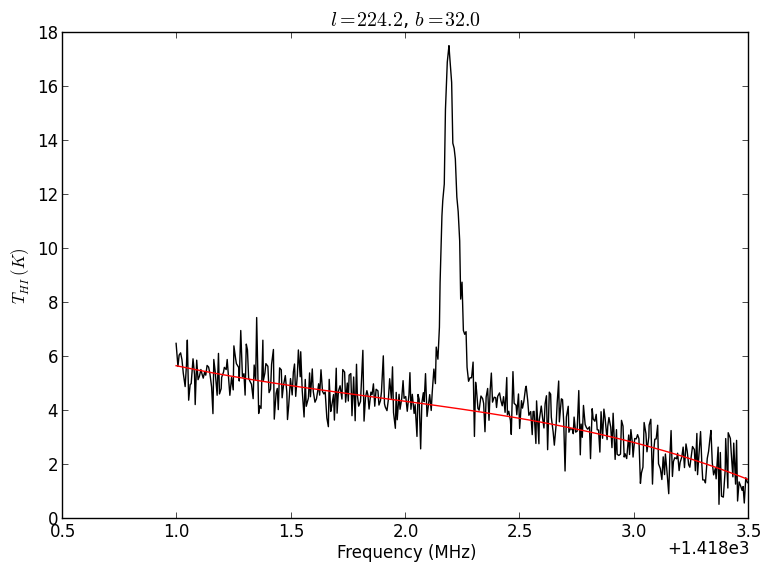 l = 224.2, b = 32.0
18
16
14
12
10
8
6
4
2
0
T_HI (K)
0.5 1.0 1.5 2.0 2.5 3.0 3.5
Frequency (MHz)
+1.418e3